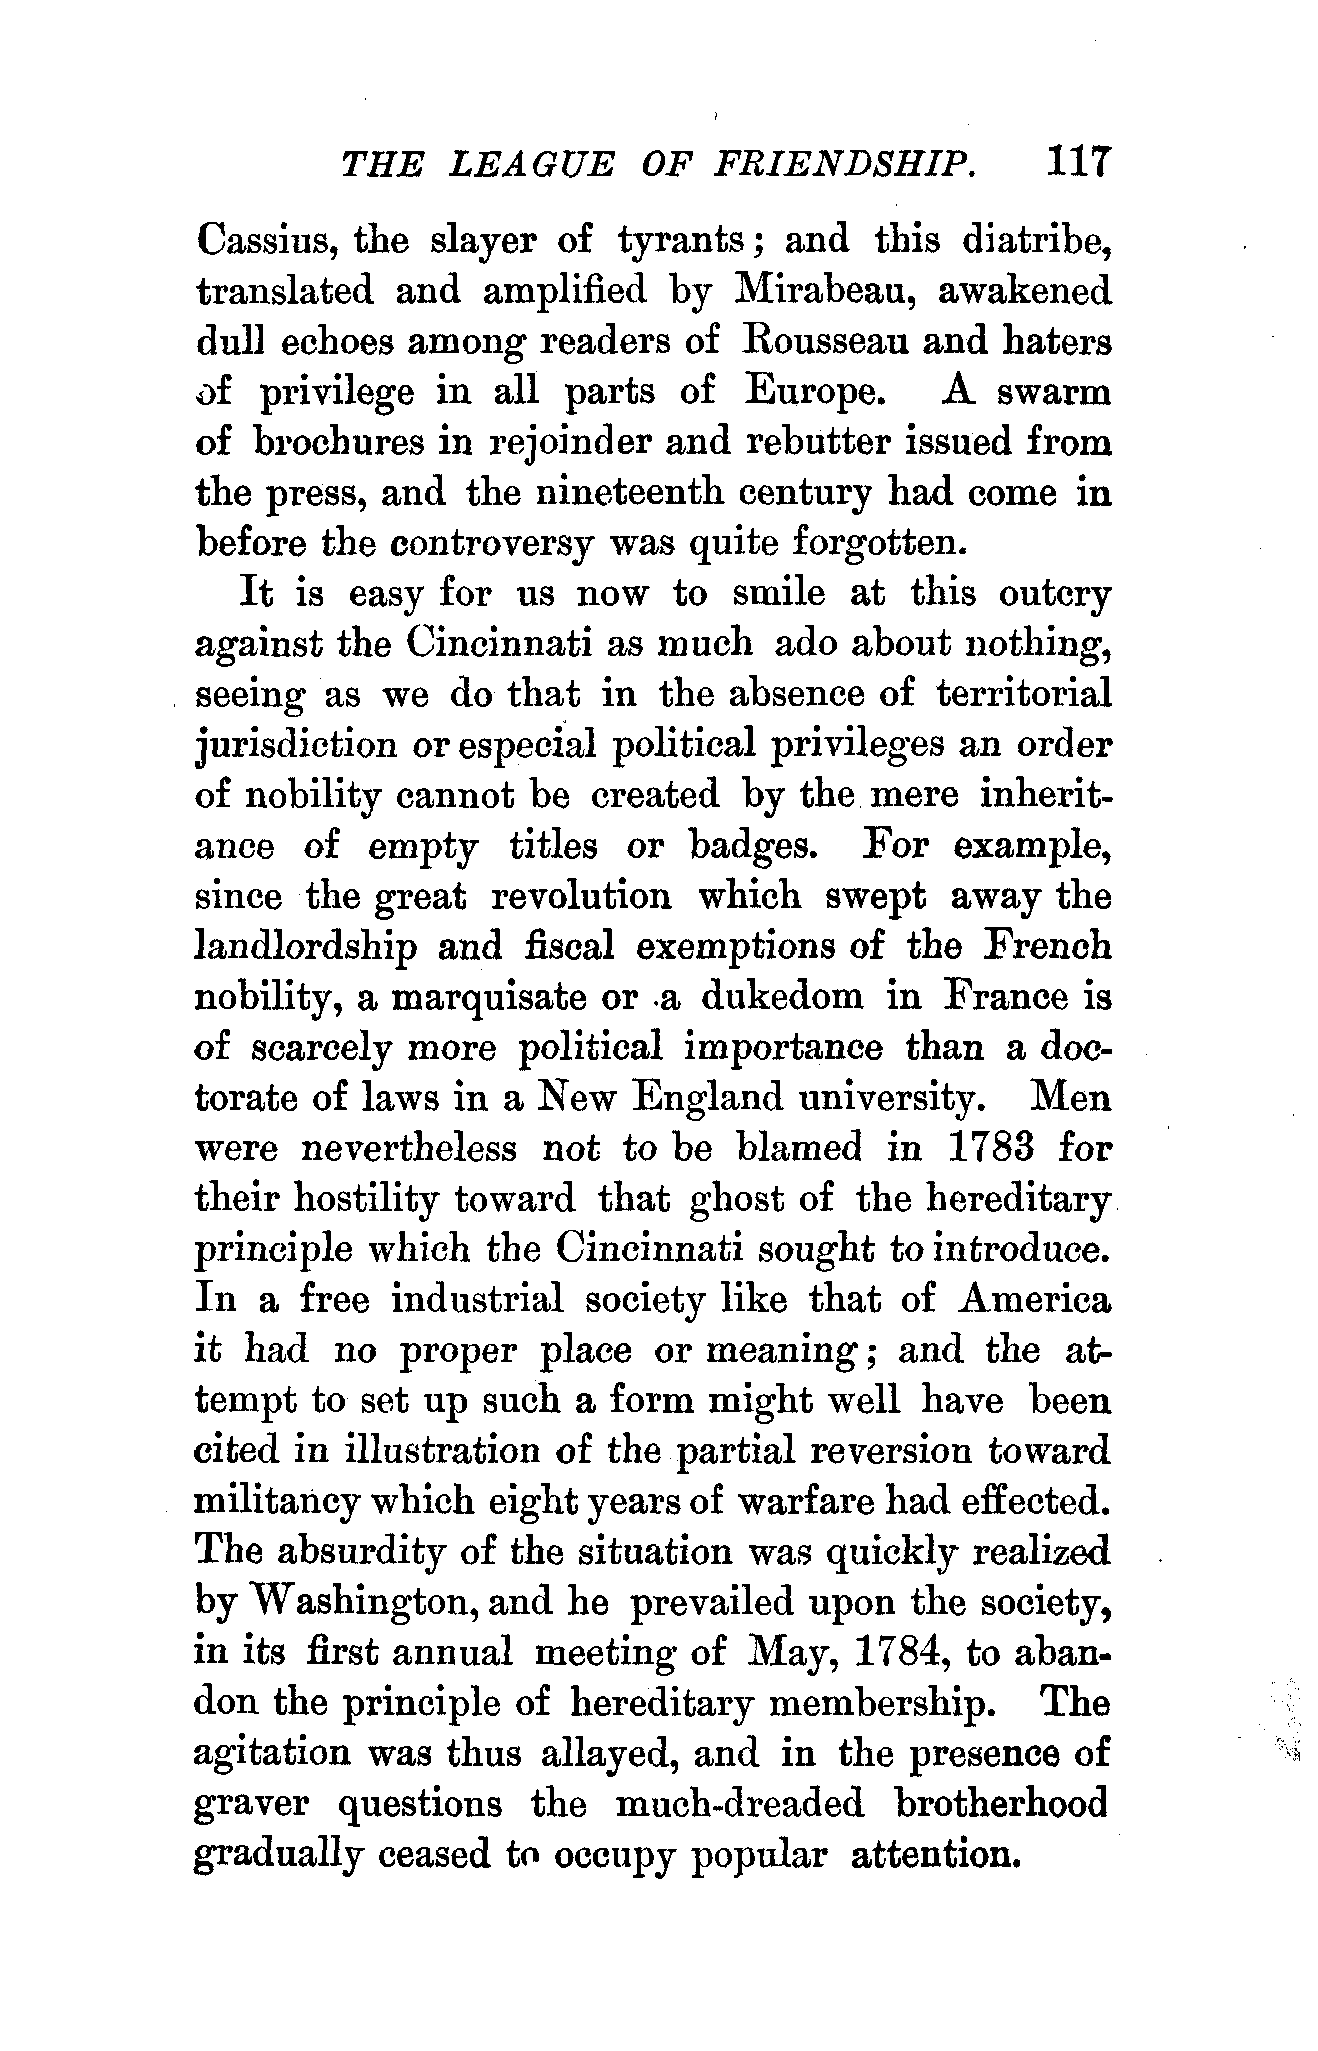 THE LEAGUE OF FRIENDSHIP. 117
Cassius, the slayer of tyrants; and this diatribe,
translated and amplified by Mirabeau, awakened
dull echoes among readers of Rousseau and haters
of privilege in all parts of Europe. A swarm
of brochures in rejoinder and rebutter issued from
the press, and the nineteenth century had come in
before the controversy was quite forgotten.
It is easy for us now to smile at this outcry
against the Cincinnati as much ado about nothing,
seeing as we do that in the absence of territorial
jurisdiction or especial political privileges an order
of nobility cannot be created by the mere inherit-
ance of empty titles or badges. For example,
since the great revolution which swept away the
landlordship and fiscal exemptions of the French
nobility, a marquisate or a dukedom in France is
of scarcely more political importance than a doc-
torate of laws in a New England university. Men
were nevertheless not to be blamed in 1783 for
their hostility toward that ghost of the hereditary
principle which the Cincinnati sought to introduce.
In a free industrial society like that of America
it had no proper place or meaning; and the at-
tempt to set up such a form might well have been
cited in illustration of the partial reversion toward
militancy which eight years of warfare had effected.
The absurdity of the situation was quickly realized
by Washington, and he prevailed upon the society,
in its first annual meeting of May, 1784, to aban-
don the principle of hereditary membership. The
agitation was thus allayed, and in the presence of
graver questions the much-dreaded brotherhood
gradually ceased to occupy popular attention.